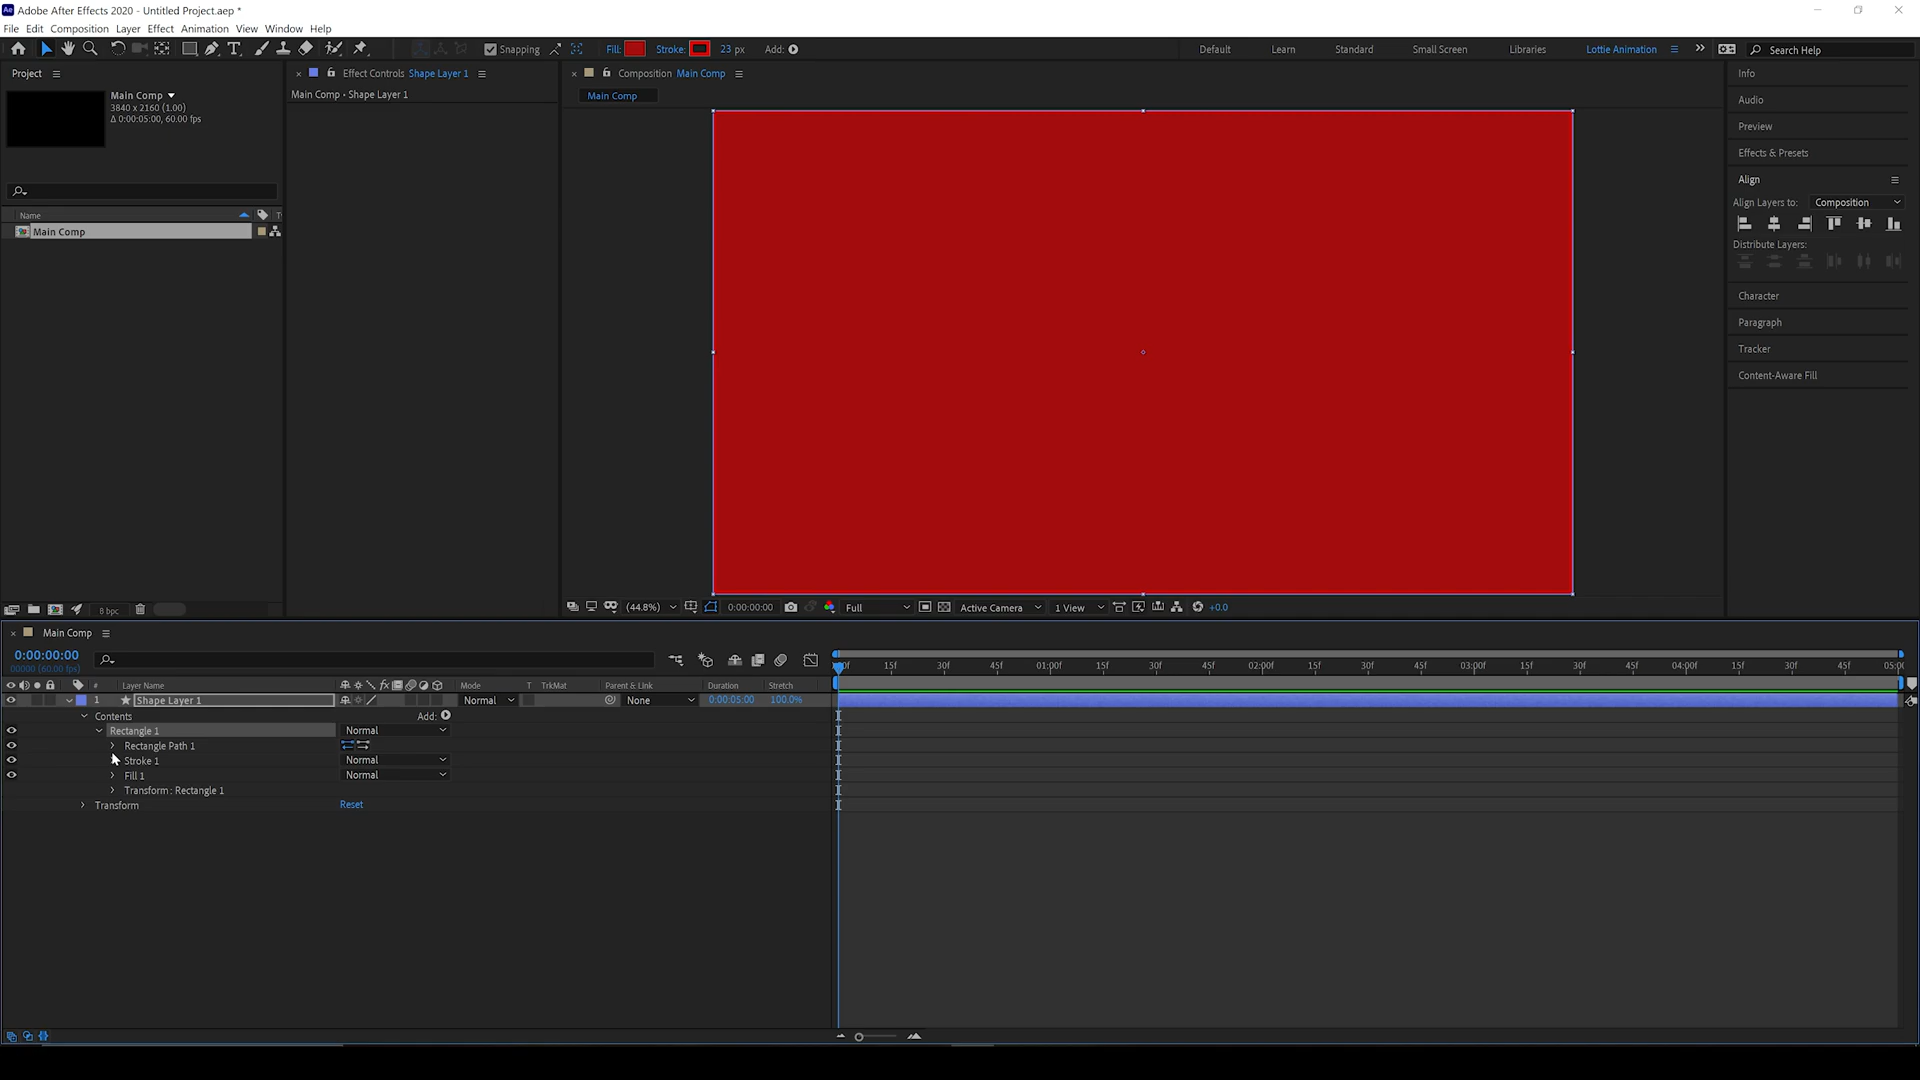 Adobe After Effects 2020 - Untitled Project.aep *
File Edit Composition Layer Effect Animation View Window Help
Snapping Fill: Stroke: 23 px Add: Default Learn Standard Small Screen Libraries Lottie Animation Search Help
Project Effect Controls Shape Layer 1 Composition Main Comp Info
Main Comp
3840 x 2160 (1.00)
Δ 0:00:05:00, 60.00 fps
Main Comp • Shape Layer 1
Main Comp
Audio
Preview
Effects & Presets
Align
Align Layers to: Composition
Distribute Layers:
Character
Paragraph
Tracker
Content-Aware Fill
Name
Main Comp
8 bpc
(44.8%) 0:00:00:00 Full Active Camera 1 View +0.0
Main Comp
0:00:00:00
00000 (60.00 fps)
15f 30f 45f 01:00f 15f 30f 45f 02:00f 15f 30f 45f 03:00f 15f 30f 45f 04:00f 15f 30f 45f
# Layer Name Mode T TrkMat Parent & Link Duration Stretch
1 Shape Layer 1 Normal None 0:00:05:00 100.0%
Contents Add:
Rectangle 1 Normal
Rectangle Path 1
Stroke 1 Normal
Fill 1 Normal
Transform: Rectangle 1
Transform Reset